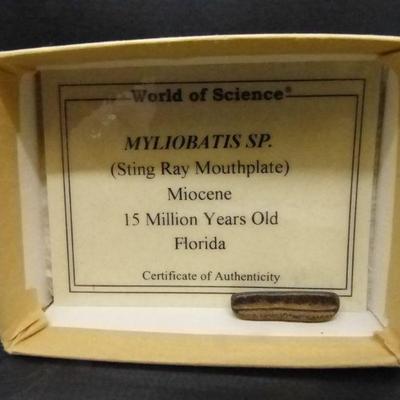 World of Science®
MYLIOBATIS SP.
(Sting Ray Mouthplate)
Miocene
15 Million Years Old
Florida
Certificate of Authenticity